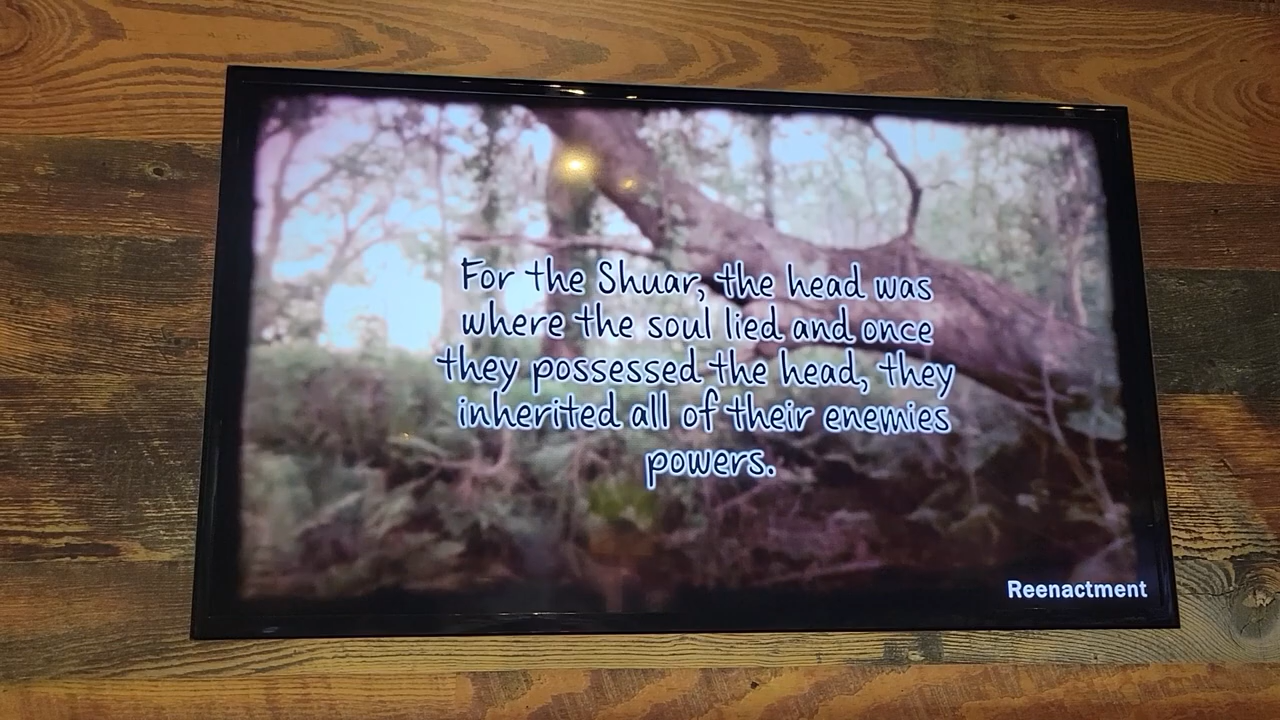 For the Shuar, the head was
where the soul lied and once
they possessed the head, they
inherited all of their enemies
powers.
Reenactment